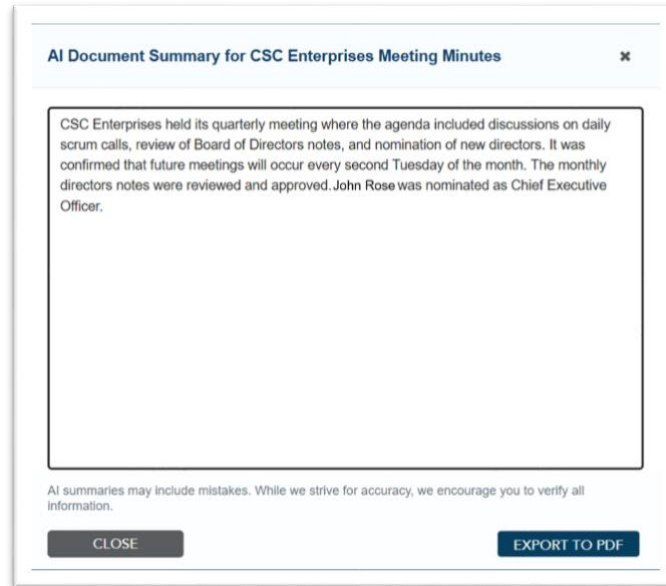 AI Document Summary for CSC Enterprises Meeting Minutes
CSC Enterprises held its quarterly meeting where the agenda included discussions on daily
scrum calls, review of Board of Directors notes, and nomination of new directors. It was
confirmed that future meetings will occur every second Tuesday of the month. The monthly
directors notes were reviewed and approved. John Rose was nominated as Chief Executive
Officer.
AI summaries may include mistakes. While we strive for accuracy, we encourage you to verify all
information.
CLOSE
EXPORT TO PDF